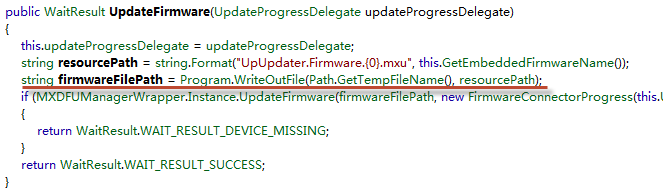 public WaitResult UpdateFirmware(UpdateProgressDelegate updateProgressDelegate)
{
this.updateProgressDelegate = updateProgressDelegate;
string resourcePath = string.Format("UpUpdater.Firmware.{0}.mxu", this.GetEmbeddedFirmwareName());
string firmwareFilePath = Program.WriteOutFile(Path.GetTempFileName(), resourcePath);
if (MXDFUManagerWrapper.Instance.UpdateFirmware(firmwareFilePath, new FirmwareConnectorProgress(this.U
{
return WaitResult.WAIT_RESULT_DEVICE_MISSING;
}
return WaitResult.WAIT_RESULT_SUCCESS;
}